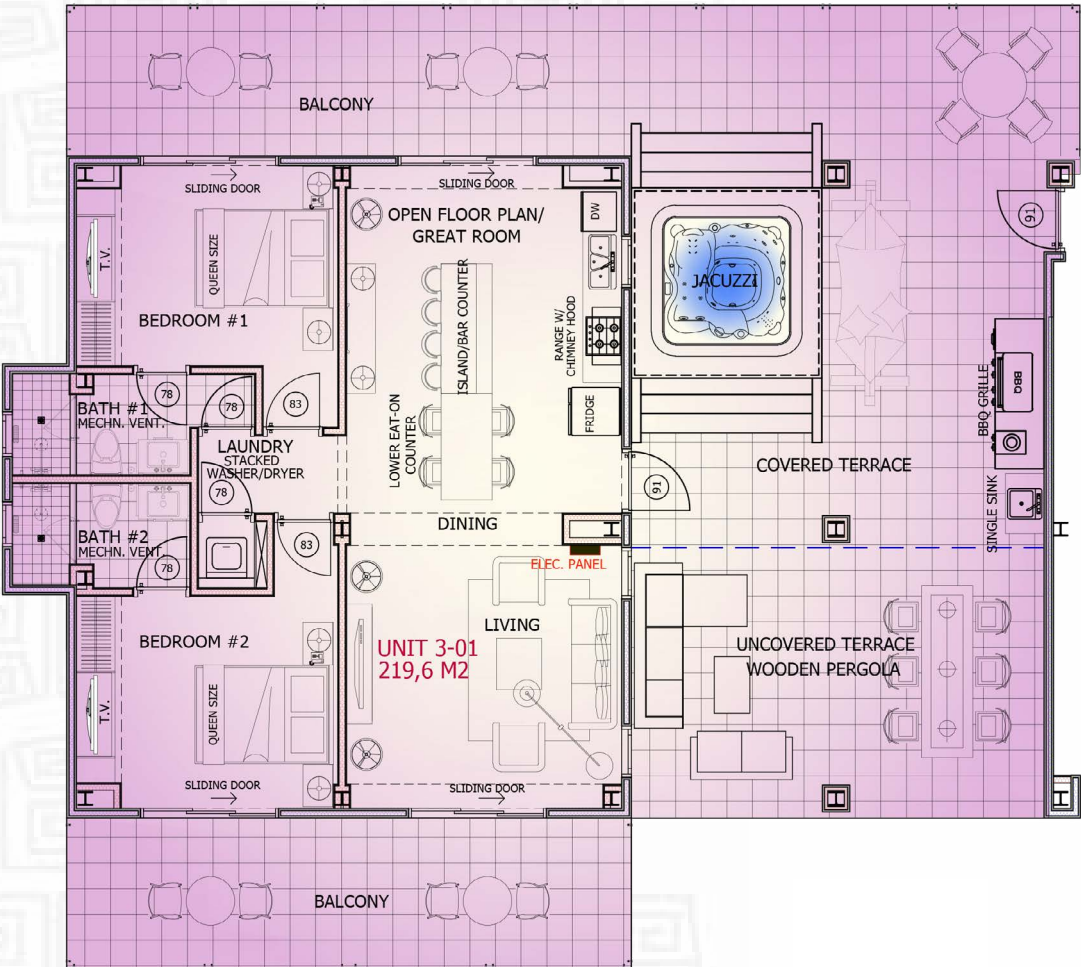 BALCONY
SLIDING DOOR
SLIDING DOOR
91
OPEN FLOOR PLAN/
GREAT ROOM
DW
T.V.
QUEEN SIZE
ISLAND/BAR COUNTER
JACUZZI
BEDROOM #1
RANGE W/
CHIMNEY HOOD
BBQ
BBQ GRILLE
78
78
83
FRIDGE
BATH #1
MECHN. VENT.
LAUNDRY
STACKED
WASHER/DRYER
LOWER EAT-ON
COUNTER
COVERED TERRACE
78
91
SINGLE SINK
DINING
BATH #2
MECHN. VENT.
83
78
ELEC. PANEL
LIVING
BEDROOM #2
UNIT 3-01
219,6 M2
UNCOVERED TERRACE
WOODEN PERGOLA
T.V.
QUEEN SIZE
SLIDING DOOR
SLIDING DOOR
BALCONY